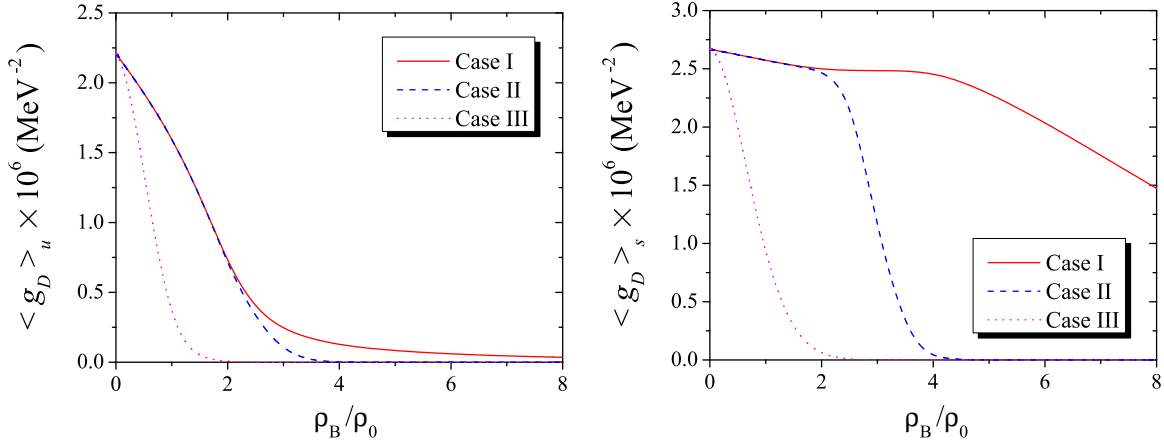 < g_D >_u × 10^6 (MeV^-2)
2.5
2.0
1.5
1.0
0.5
0.0
Case I
Case II
Case III
0 2 4 6 8
ρ_B/ρ_0
< g_D >_s × 10^6 (MeV^-2)
3.0
2.5
2.0
1.5
1.0
0.5
0.0
Case I
Case II
Case III
0 2 4 6 8
ρ_B/ρ_0